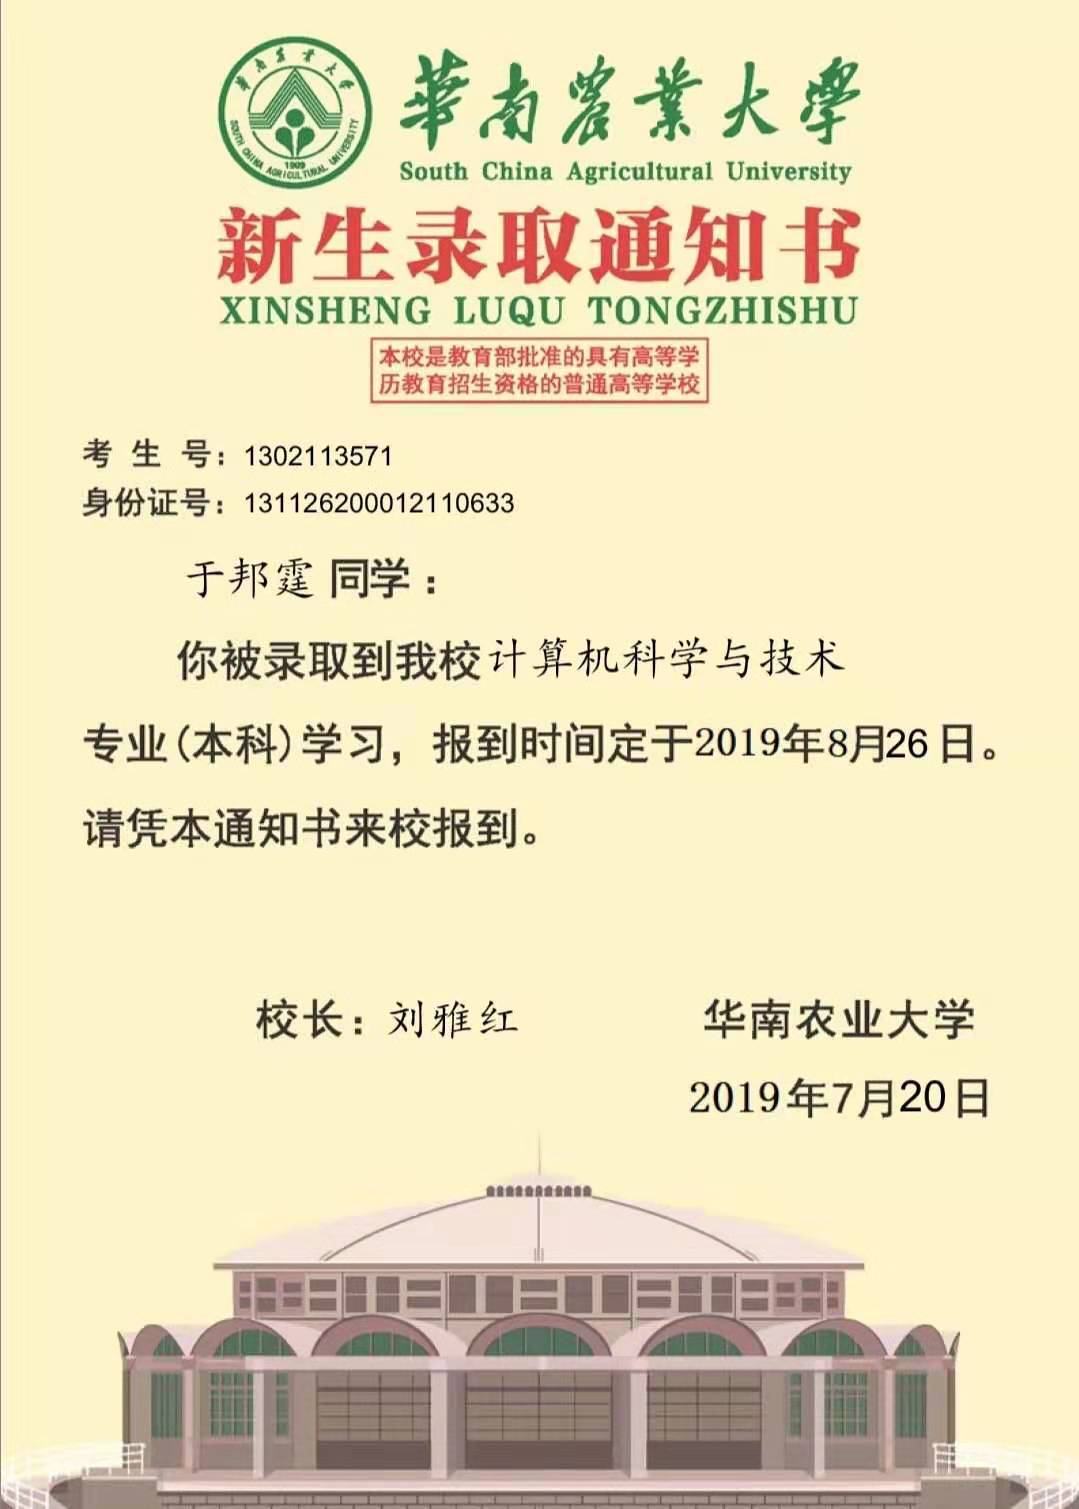 華南農業大學
SOUTH CHINA AGRICULTURAL UNIVERSITY
1909
華南農業大學
South China Agricultural University
新生录取通知书
XINSHENG LUQU TONGZHISHU
本校是教育部批准的具有高等学
历教育招生资格的普通高等学校
考 生 号：1302113571
身份证号：131126200012110633
于邦霆 同学：
你被录取到我校 计算机科学与技术
专业(本科)学习，报到时间定于2019年8月26日。
请凭本通知书来校报到。
校长：刘雅红 华南农业大学
2019年7月20日